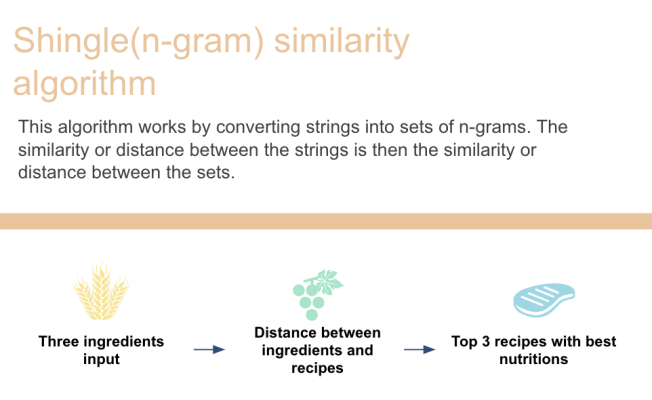 Shingle(n-gram) similarity
algorithm
This algorithm works by converting strings into sets of n-grams. The
similarity or distance between the strings is then the similarity or
distance between the sets.
Three ingredients
input
Distance between
ingredients and
recipes
Top 3 recipes with best
nutritions